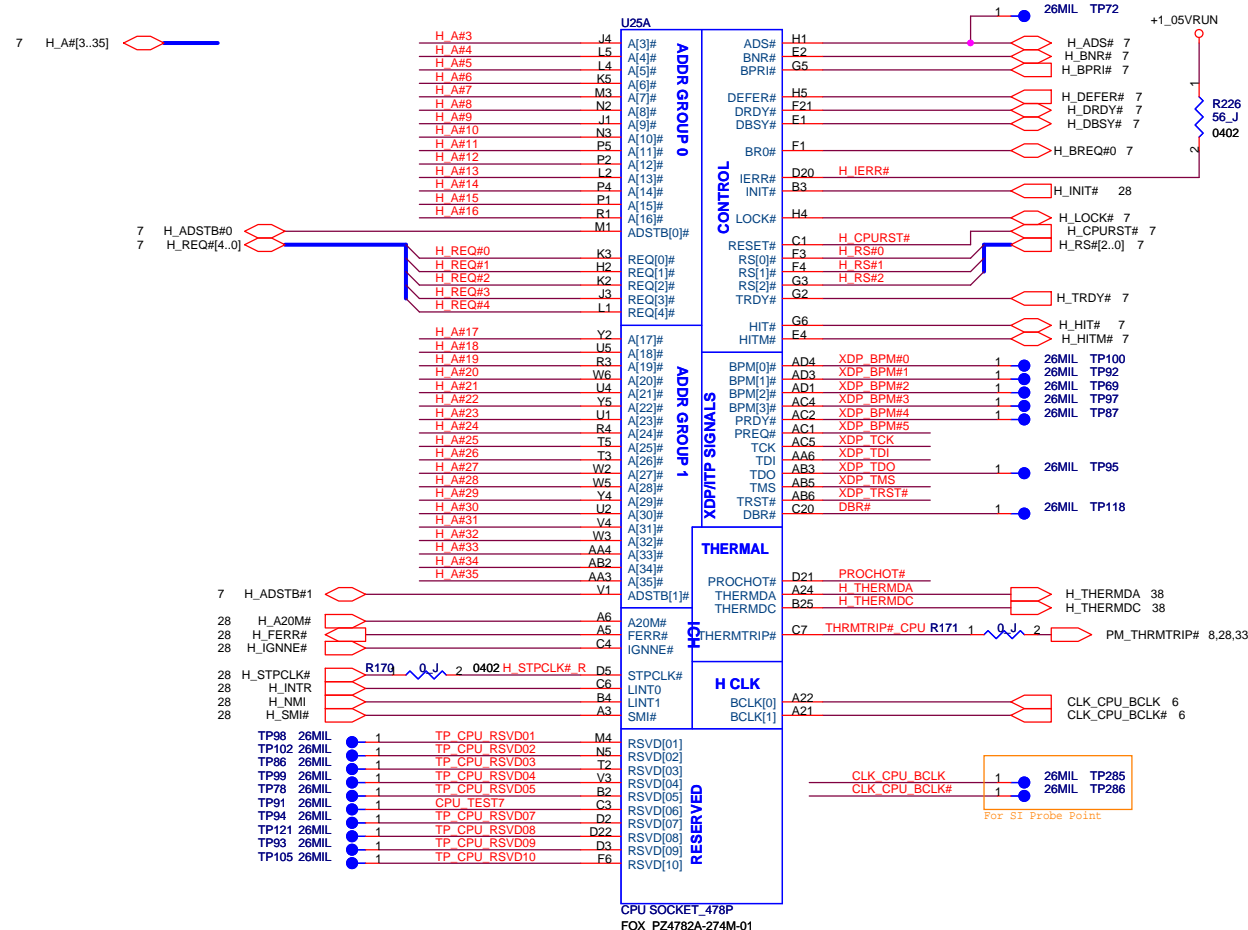 26MIL TP72
1
U25A
+1_05VRUN
7 H_A#[3..35]
H_A#3 J4 A[3]#
H_A#4 L5 A[4]#
H_A#5 L4 A[5]#
H_A#6 K5 A[6]#
H_A#7 M3 A[7]#
H_A#8 N2 A[8]#
H_A#9 J1 A[9]#
H_A#10 N3 A[10]#
H_A#11 P5 A[11]#
H_A#12 P2 A[12]#
H_A#13 L2 A[13]#
H_A#14 P4 A[14]#
H_A#15 P1 A[15]#
H_A#16 R1 A[16]#
7 H_ADSTB#0 M1 ADSTB[0]#
7 H_REQ#[4..0]
H_REQ#0 K3 REQ[0]#
H_REQ#1 H2 REQ[1]#
H_REQ#2 K2 REQ[2]#
H_REQ#3 J3 REQ[3]#
H_REQ#4 L1 REQ[4]#
ADDR GROUP 0
H_A#17 Y2 A[17]#
H_A#18 U5 A[18]#
H_A#19 R3 A[19]#
H_A#20 W6 A[20]#
H_A#21 U4 A[21]#
H_A#22 Y5 A[22]#
H_A#23 U1 A[23]#
H_A#24 R4 A[24]#
H_A#25 T5 A[25]#
H_A#26 T3 A[26]#
H_A#27 W2 A[27]#
H_A#28 W5 A[28]#
H_A#29 Y4 A[29]#
H_A#30 U2 A[30]#
H_A#31 V4 A[31]#
H_A#32 W3 A[32]#
H_A#33 AA4 A[33]#
H_A#34 AB2 A[34]#
H_A#35 AA3 A[35]#
7 H_ADSTB#1 V1 ADSTB[1]#
ADDR GROUP 1
28 H_A20M# A6 A20M#
28 H_FERR# A5 FERR#
28 H_IGNNE# C4 IGNNE#
28 H_STPCLK# R170 1 0_J 2 0402 H_STPCLK#_R D5 STPCLK#
28 H_INTR C6 LINT0
28 H_NMI B4 LINT1
28 H_SMI# A3 SMI#
ICH
TP98 26MIL 1 TP_CPU_RSVD01 M4 RSVD[01]
TP102 26MIL 1 TP_CPU_RSVD02 N5 RSVD[02]
TP86 26MIL 1 TP_CPU_RSVD03 T2 RSVD[03]
TP99 26MIL 1 TP_CPU_RSVD04 V3 RSVD[04]
TP78 26MIL 1 TP_CPU_RSVD05 B2 RSVD[05]
TP91 26MIL 1 CPU_TEST7 C3 RSVD[06]
TP94 26MIL 1 TP_CPU_RSVD07 D2 RSVD[07]
TP121 26MIL 1 TP_CPU_RSVD08 D22 RSVD[08]
TP93 26MIL 1 TP_CPU_RSVD09 D3 RSVD[09]
TP105 26MIL 1 TP_CPU_RSVD10 F6 RSVD[10]
RESERVED
CONTROL
ADS# H1 H_ADS# 7
BNR# E2 H_BNR# 7
BPRI# G5 H_BPRI# 7
DEFER# H5 H_DEFER# 7
DRDY# F21 H_DRDY# 7
DBSY# E1 H_DBSY# 7
BR0# F1 H_BREQ#0 7
IERR# D20 H_IERR#
1 R226
56_J
0402
2
INIT# B3 H_INIT# 28
LOCK# H4 H_LOCK# 7
RESET# C1 H_CPURST# H_CPURST# 7
RS[0]# F3 H_RS#0 H_RS#[2..0] 7
RS[1]# F4 H_RS#1
RS[2]# G3 H_RS#2
TRDY# G2 H_TRDY# 7
HIT# G6 H_HIT# 7
HITM# E4 H_HITM# 7
XDP/ITP SIGNALS
BPM[0]# AD4 XDP_BPM#0 1 26MIL TP100
BPM[1]# AD3 XDP_BPM#1 1 26MIL TP92
BPM[2]# AD1 XDP_BPM#2 1 26MIL TP69
BPM[3]# AC4 XDP_BPM#3 1 26MIL TP97
PRDY# AC2 XDP_BPM#4 1 26MIL TP87
PREQ# AC1 XDP_BPM#5
TCK AC5 XDP_TCK
TDI AA6 XDP_TDI
TDO AB3 XDP_TDO 1 26MIL TP95
TMS AB5 XDP_TMS
TRST# AB6 XDP_TRST#
DBR# C20 DBR# 1 26MIL TP118
THERMAL
PROCHOT# D21 PROCHOT#
THERMDA A24 H_THERMDA H_THERMDA 38
THERMDC B25 H_THERMDC H_THERMDC 38
THERMTRIP# C7 THRMTRIP#_CPU R171 1 0_J 2 PM_THRMTRIP# 8,28,33
H CLK
BCLK[0] A22 CLK_CPU_BCLK 6
BCLK[1] A21 CLK_CPU_BCLK# 6
CLK_CPU_BCLK 1 26MIL TP285
CLK_CPU_BCLK# 1 26MIL TP286
For SI Probe Point
CPU SOCKET_478P
FOX_PZ4782A-274M-01